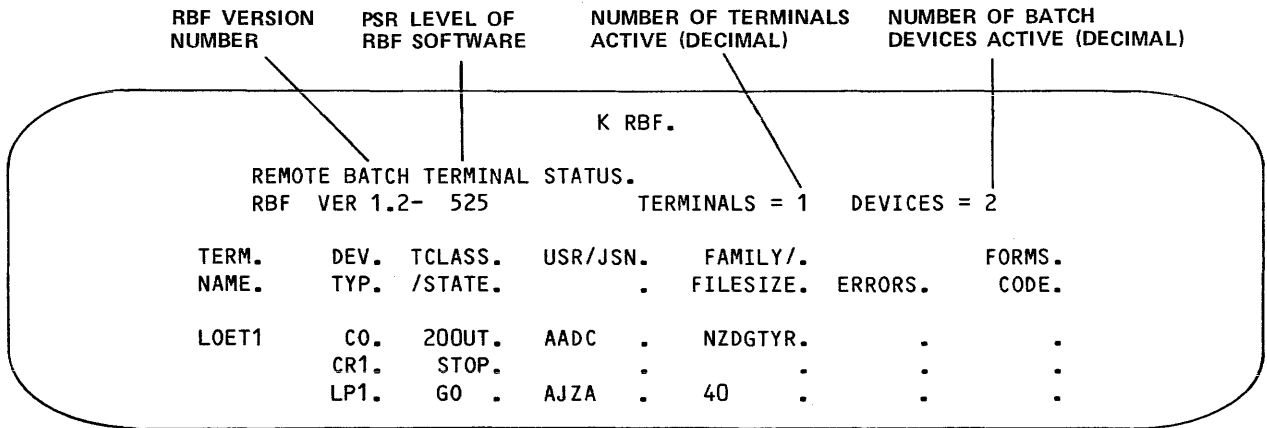 RBF VERSION NUMBER
PSR LEVEL OF RBF SOFTWARE
NUMBER OF TERMINALS ACTIVE (DECIMAL)
NUMBER OF BATCH DEVICES ACTIVE (DECIMAL)
K RBF.
REMOTE BATCH TERMINAL STATUS.
RBF VER 1.2- 525 TERMINALS = 1 DEVICES = 2
TERM. DEV. TCLASS. USR/JSN. FAMILY/. FORMS.
NAME. TYP. /STATE. . FILESIZE. ERRORS. CODE.
LOET1 CO. 200UT. AADC . NZDGTYR. . .
CR1. STOP. . . . .
LP1. GO . AJZA . 40 . . .